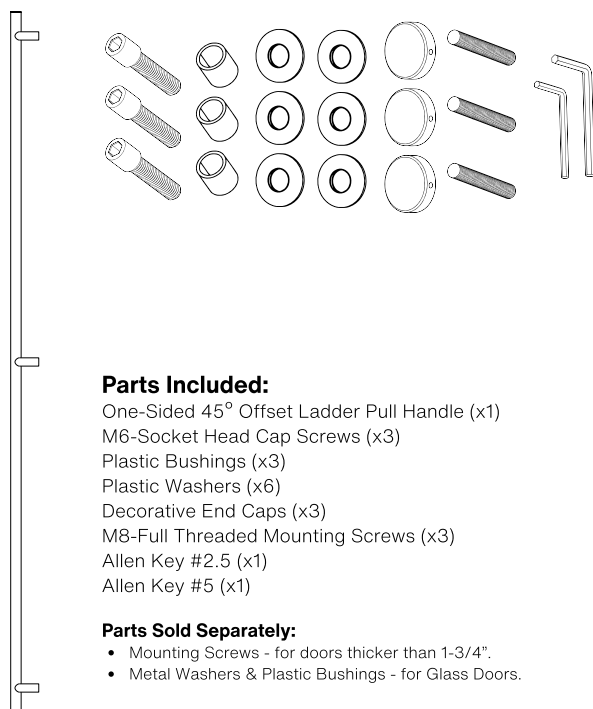 Parts Included:
One-Sided 45° Offset Ladder Pull Handle (x1)
M6-Socket Head Cap Screws (x3)
Plastic Bushings (x3)
Plastic Washers (x6)
Decorative End Caps (x3)
M8-Full Threaded Mounting Screws (x3)
Allen Key #2.5 (x1)
Allen Key #5 (x1)
Parts Sold Separately:
• Mounting Screws - for doors thicker than 1-3/4”.
• Metal Washers & Plastic Bushings - for Glass Doors.